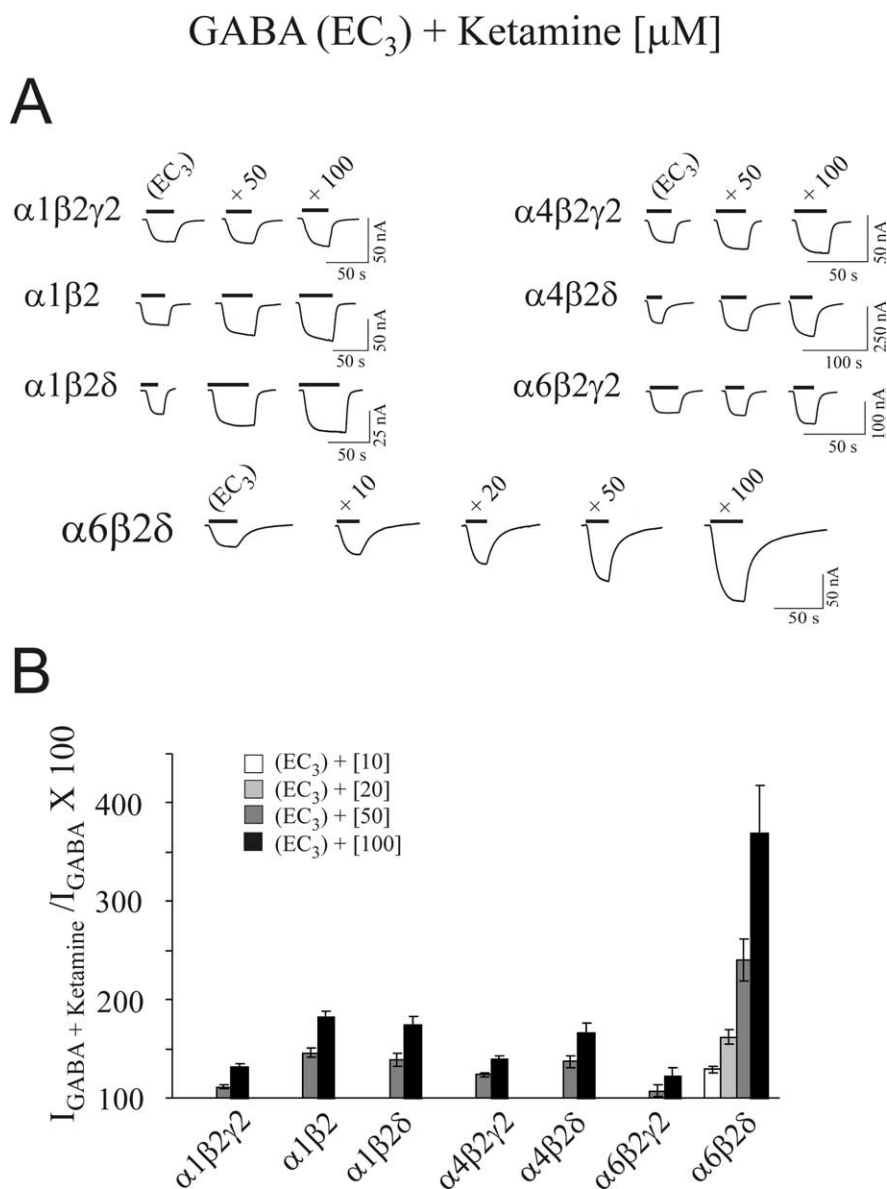 GABA (EC3) + Ketamine [μM]
A
α1β2γ2
(EC3)
+ 50
+ 100
50 nA
50 s
α4β2γ2
(EC3)
+ 50
+ 100
50 nA
50 s
α1β2
50 nA
50 s
α4β2δ
250 nA
100 s
α1β2δ
25 nA
50 s
α6β2γ2
100 nA
50 s
α6β2δ
(EC3)
+ 10
+ 20
+ 50
+ 100
50 nA
50 s
B
IGABA + Ketamine /IGABA X 100
400
300
200
100
(EC3) + [10]
(EC3) + [20]
(EC3) + [50]
(EC3) + [100]
α1β2γ2
α1β2
α1β2δ
α4β2γ2
α4β2δ
α6β2γ2
α6β2δ